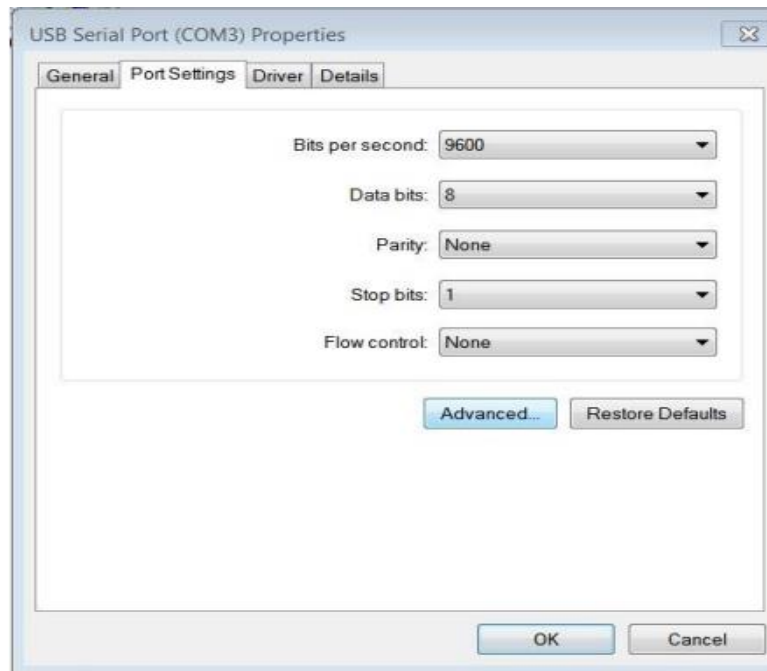 USB Serial Port (COM3) Properties
General Port Settings Driver Details
Bits per second: 9600
Data bits: 8
Parity: None
Stop bits: 1
Flow control: None
Advanced... Restore Defaults
OK Cancel